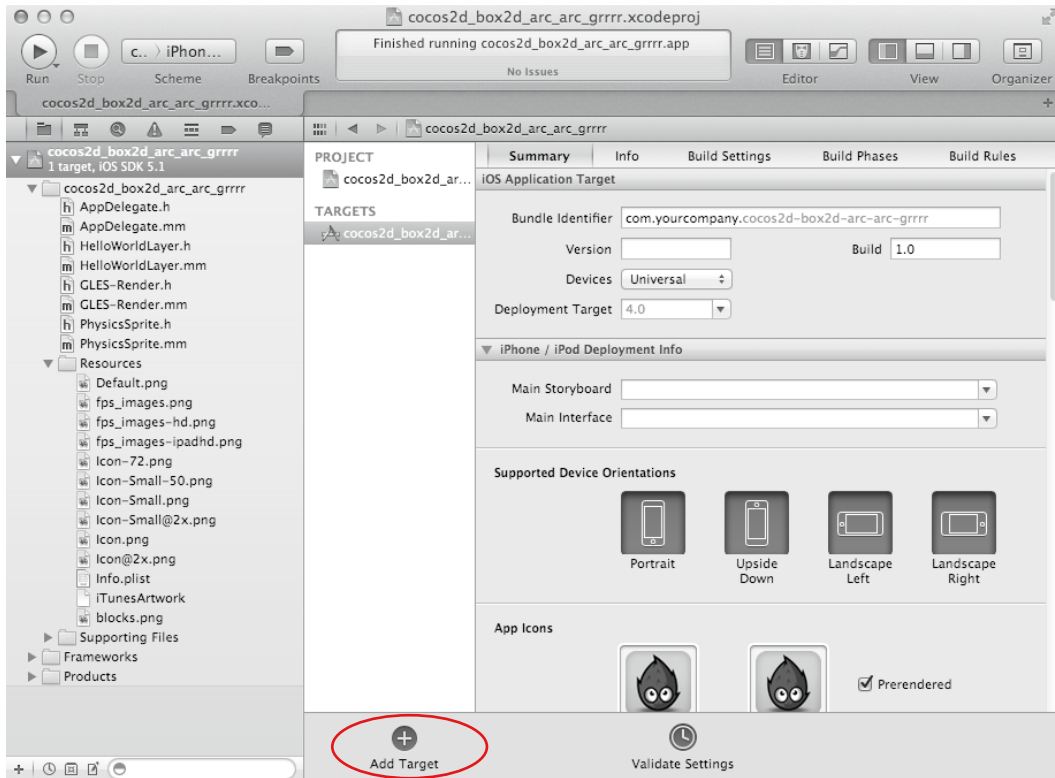 cocos2d_box2d_arc_arc_grrrr.xcodeproj
Run
Stop
c.. 〉 iPhon...
Scheme
Breakpoints
Finished running cocos2d_box2d_arc_arc_grrrr.app
No Issues
Editor
View
Organizer
cocos2d_box2d_arc_arc_grrrr.xco...
cocos2d_box2d_arc_arc_grrrr
1 target, iOS SDK 5.1
cocos2d_box2d_arc_arc_grrrr
h AppDelegate.h
m AppDelegate.mm
h HelloWorldLayer.h
m HelloWorldLayer.mm
h GLES-Render.h
m GLES-Render.mm
h PhysicsSprite.h
m PhysicsSprite.mm
Resources
Default.png
fps_images.png
fps_images-hd.png
fps_images-ipadhd.png
Icon-72.png
Icon-Small-50.png
Icon-Small.png
Icon-Small@2x.png
Icon.png
Icon@2x.png
Info.plist
iTunesArtwork
blocks.png
Supporting Files
Frameworks
Products
cocos2d_box2d_arc_arc_grrrr
PROJECT
cocos2d_box2d_ar...
TARGETS
cocos2d_box2d_ar...
Summary Info Build Settings Build Phases Build Rules
iOS Application Target
Bundle Identifier com.yourcompany.cocos2d-box2d-arc-arc-grrr
Version
Build 1.0
Devices Universal
Deployment Target 4.0
iPhone / iPod Deployment Info
Main Storyboard
Main Interface
Supported Device Orientations
Portrait
Upside
Down
Landscape
Left
Landscape
Right
App Icons
Prerendered
Add Target
Validate Settings